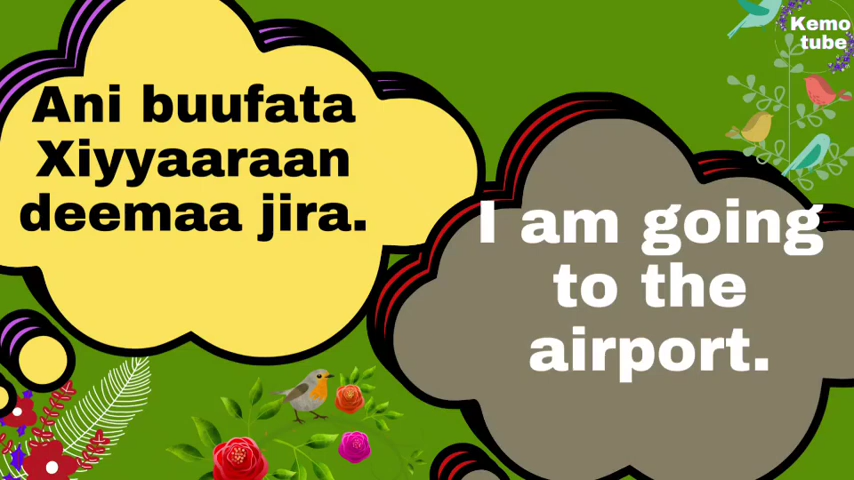 Ani buufata
Xiyyaaraan
deemaa jira.
I am going
to the
airport.
Kemo
tube